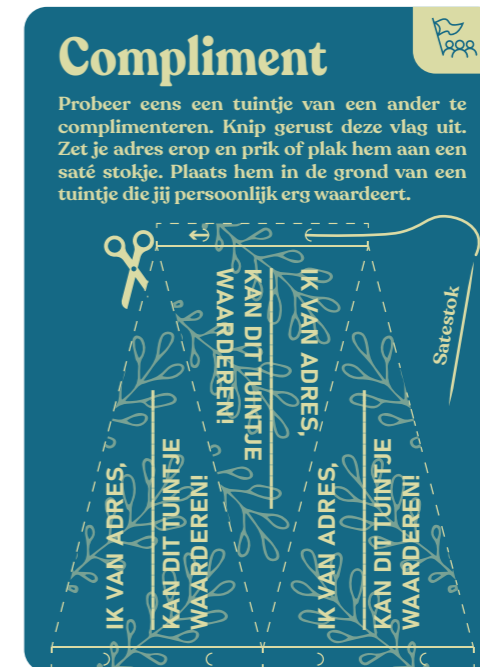 Compliment
Probeer eens een tuintje van een ander te
complimenteren. Knip gerust deze vlag uit.
Zet je adres erop en prik of plak hem aan een
saté stokje. Plaats hem in de grond van een
tuintje die jij persoonlijk erg waardeert.
Satestok
IK VAN ADRES,
KAN DIT TUINTJE
WAARDEREN!
IK VAN ADRES,
KAN DIT TUINTJE
WAARDEREN!
IK VAN ADRES,
KAN DIT TUINTJE
WAARDEREN!